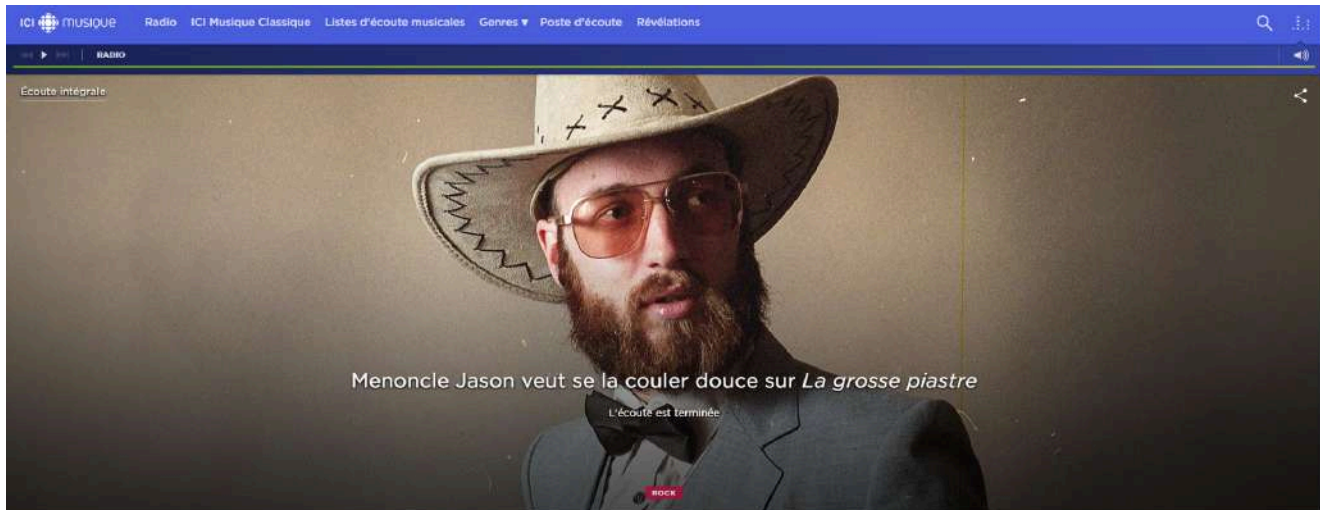 ICI musique Radio ICI Musique Classique Listes d'écoute musicales Genres ▼ Poste d'écoute Révélations
RADIO
Écoute intégrale
Menoncle Jason veut se la couler douce sur La grosse piastre
L'écoute est terminée
ROCK